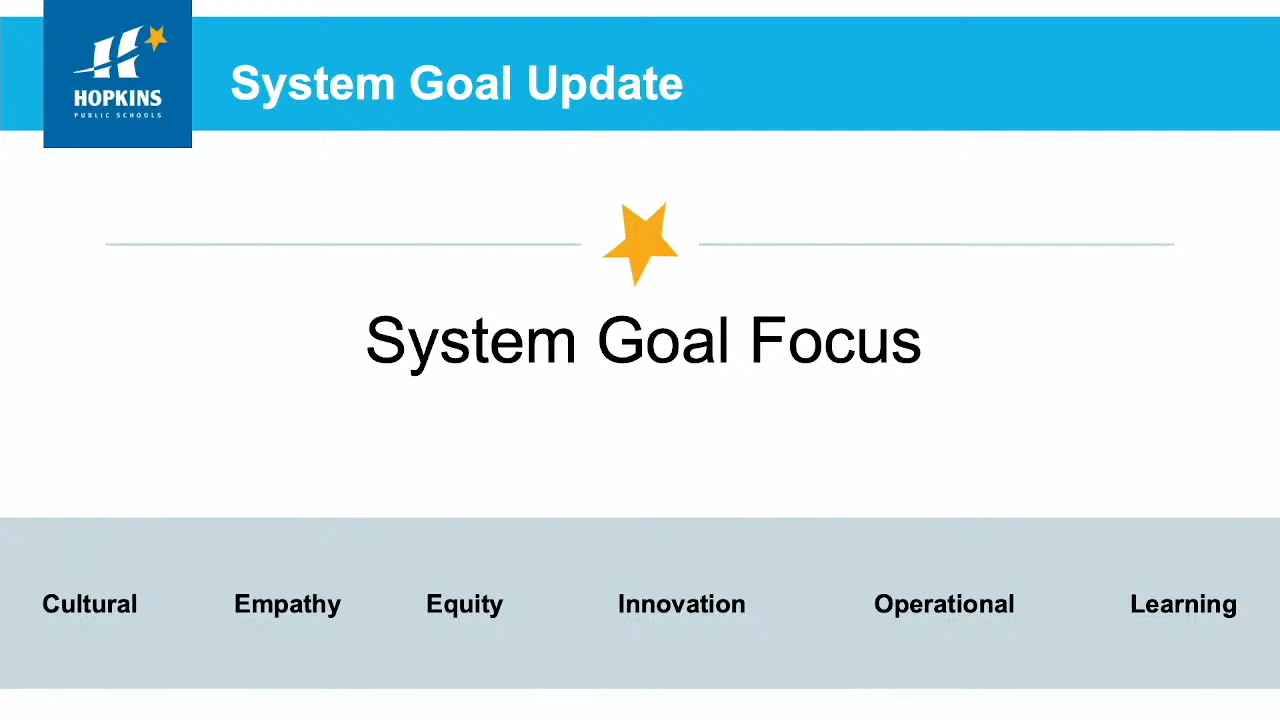 HOPKINS
PUBLIC SCHOOLS
System Goal Update
System Goal Focus
Cultural Empathy Equity Innovation Operational Learning